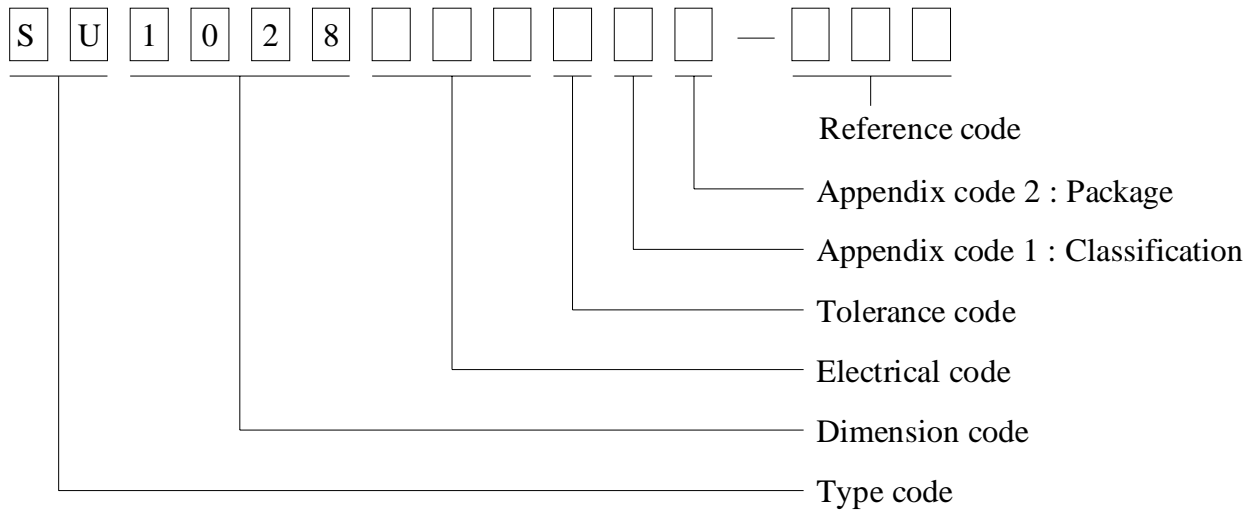 S U 1 0 2 8 —
Reference code
Appendix code 2 : Package
Appendix code 1 : Classification
Tolerance code
Electrical code
Dimension code
Type code